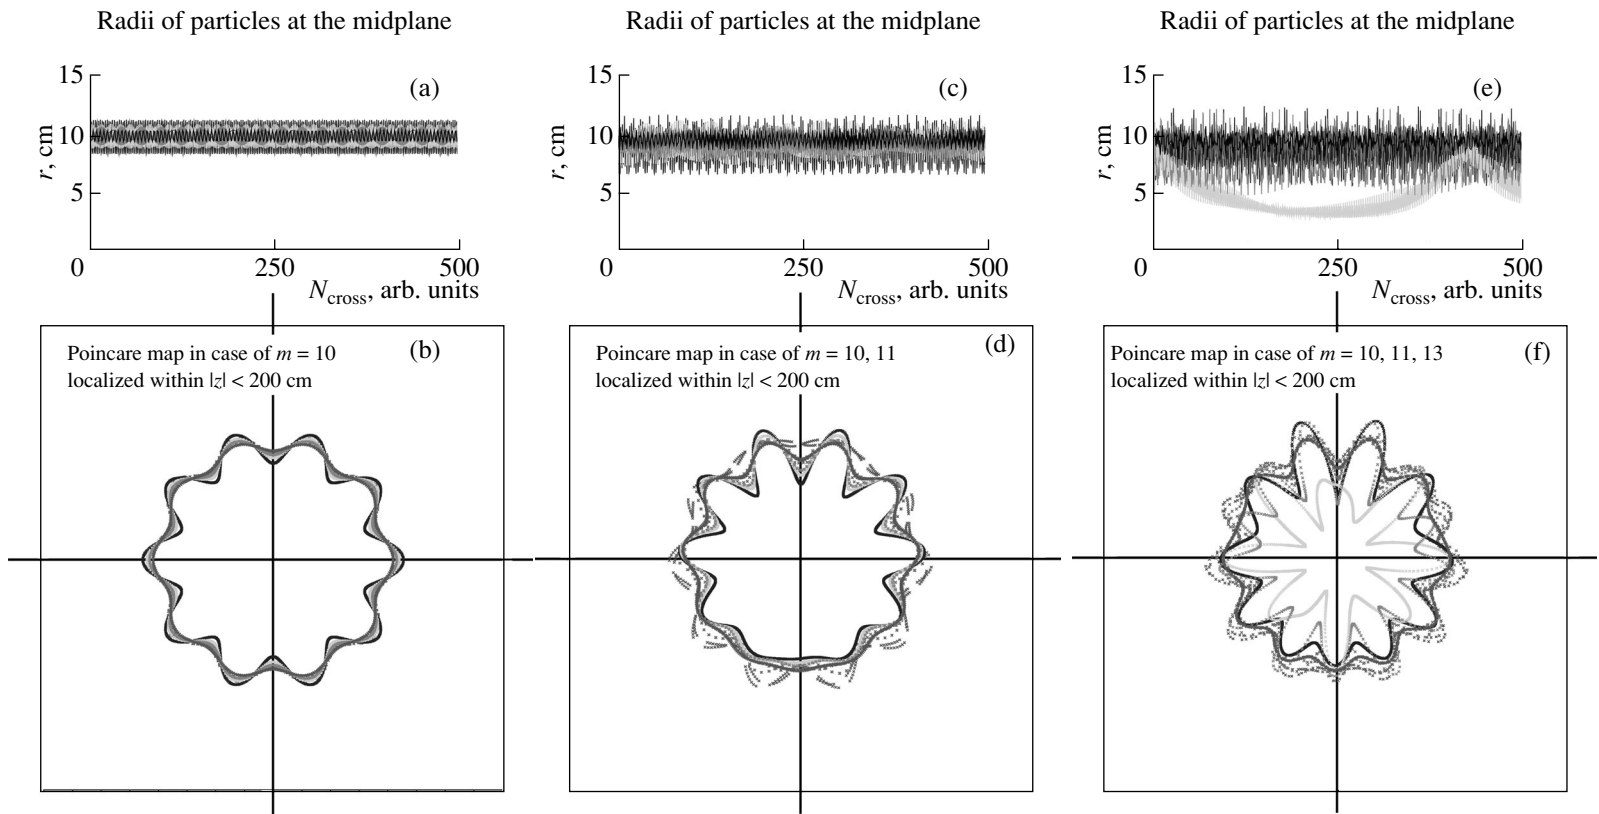 Radii of particles at the midplane
15
10
5
0
250
500
r, cm
N_cross, arb. units
(a)
Poincare map in case of m = 10
localized within |z| < 200 cm
(b)
Radii of particles at the midplane
15
10
5
0
250
500
r, cm
N_cross, arb. units
(c)
Poincare map in case of m = 10, 11
localized within |z| < 200 cm
(d)
Radii of particles at the midplane
15
10
5
0
250
500
r, cm
N_cross, arb. units
(e)
Poincare map in case of m = 10, 11, 13
localized within |z| < 200 cm
(f)